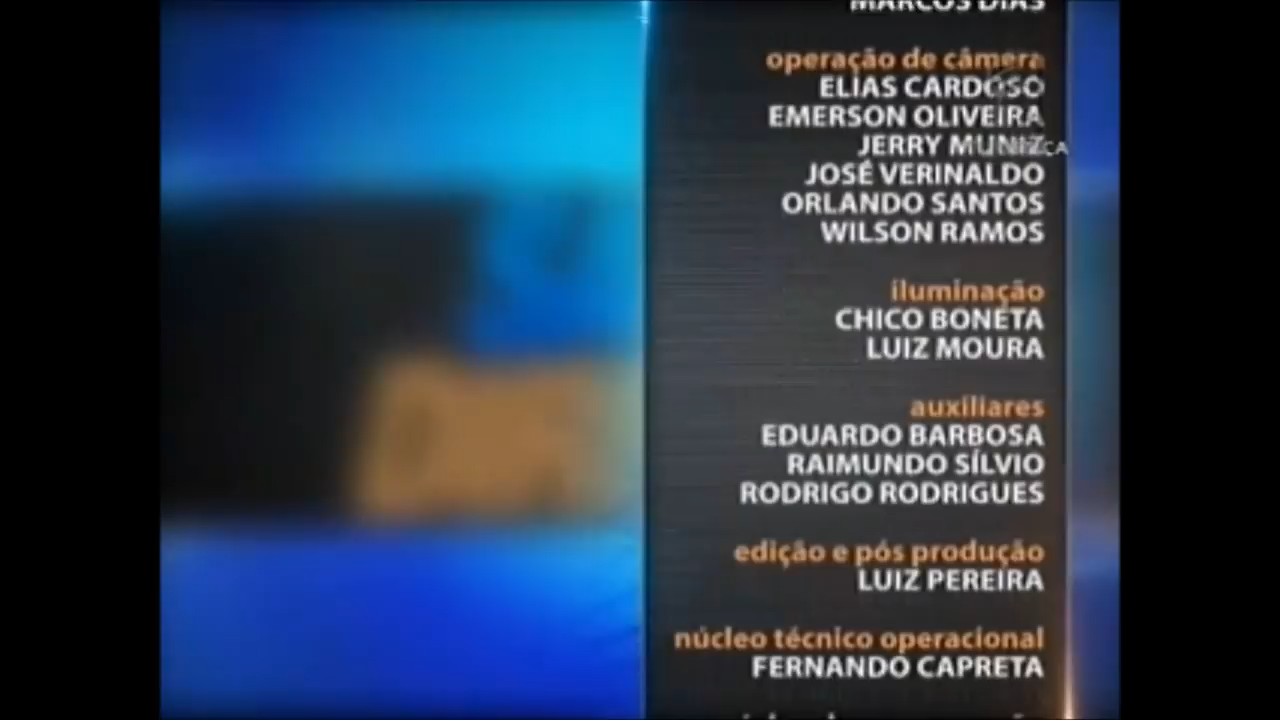 MARCOS DIAS
operação de câmera
ELIAS CARDOSO
EMERSON OLIVEIRA
JERRY MUNIZ
JOSÉ VERINALDO
ORLANDO SANTOS
WILSON RAMOS
iluminação
CHICO BONETA
LUIZ MOURA
auxiliares
EDUARDO BARBOSA
RAIMUNDO SÍLVIO
RODRIGO RODRIGUES
edição e pós produção
LUIZ PEREIRA
núcleo técnico operacional
FERNANDO CAPRETA